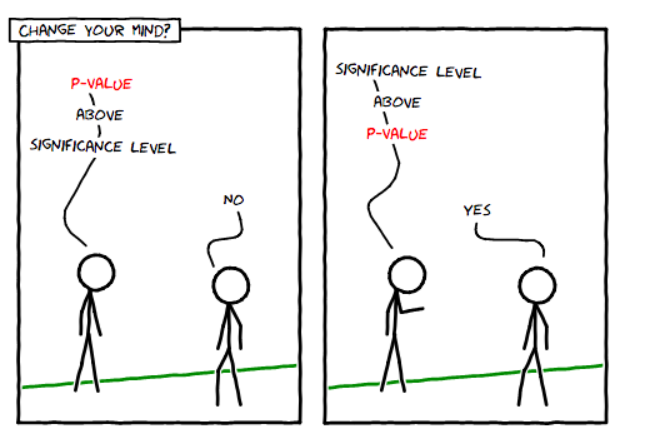 CHANGE YOUR MIND?
P-VALUE
ABOVE
SIGNIFICANCE LEVEL
NO
SIGNIFICANCE LEVEL
ABOVE
P-VALUE
YES